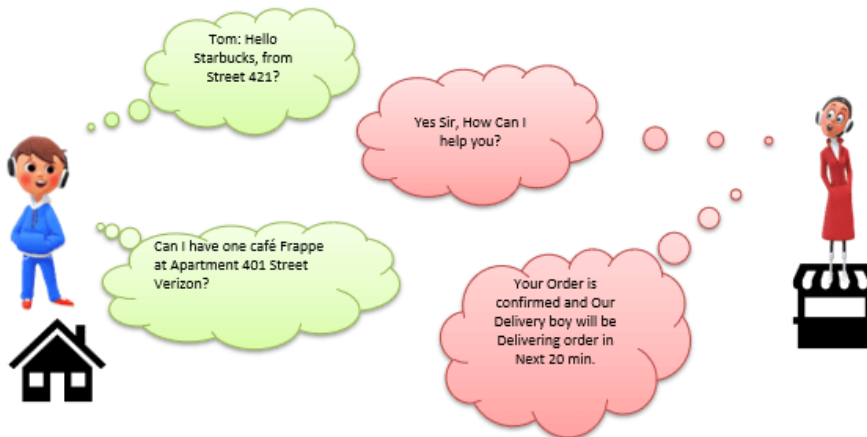 Tom: Hello
Starbucks, from
Street 421?
Yes Sir, How Can I
help you?
Can I have one café Frappe
at Apartment 401 Street
Verizon?
Your Order is
confirmed and Our
Delivery boy will be
Delivering order in
Next 20 min.